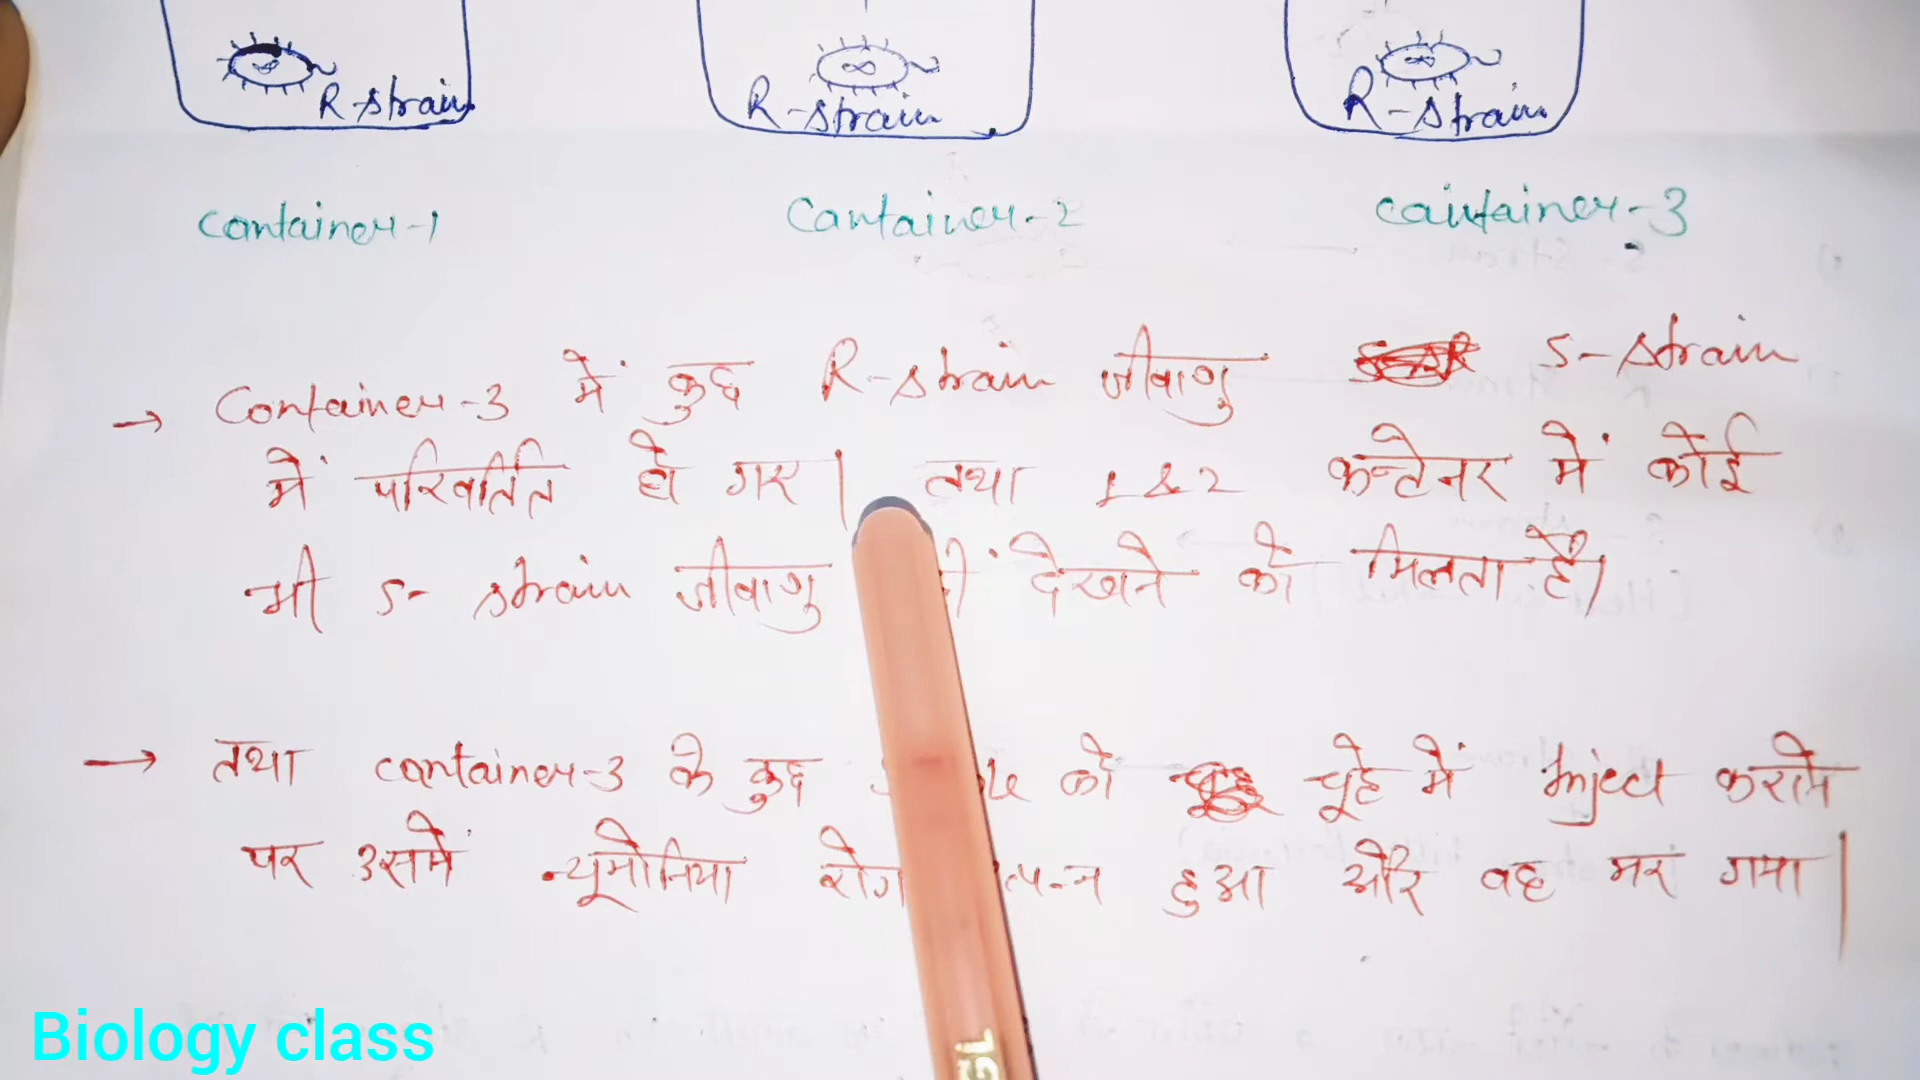 R-strain R-strain R-strain
Container-1 Container-2 Container-3
→ Container-3 में कुछ R-strain जीवाणु S-strain
में परिवर्तित हो गए। तथा 1 & 2 कन्टेनर में कोई
भी S-strain जीवाणु देखने को मिलता है।
→ तथा container-3 के कुछ को चूहे में Inject कराने
पर उसमें न्यूमोनिया रोग हुआ और वह मर गया।
Biology class